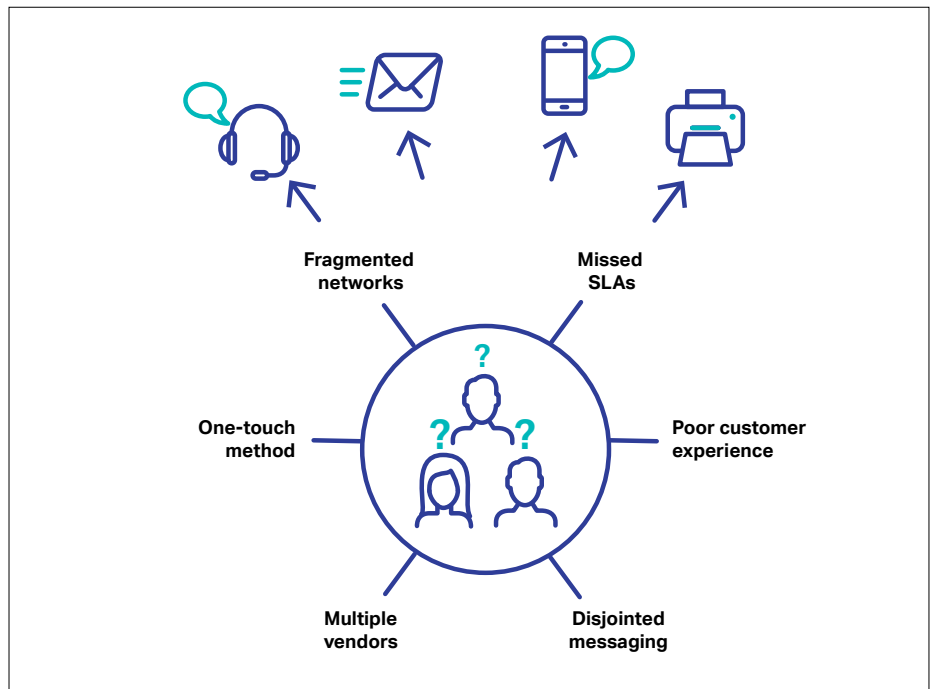 Fragmented
networks
Missed
SLAs
?
One-touch
method
?
?
Poor customer
experience
Multiple
vendors
Disjointed
messaging